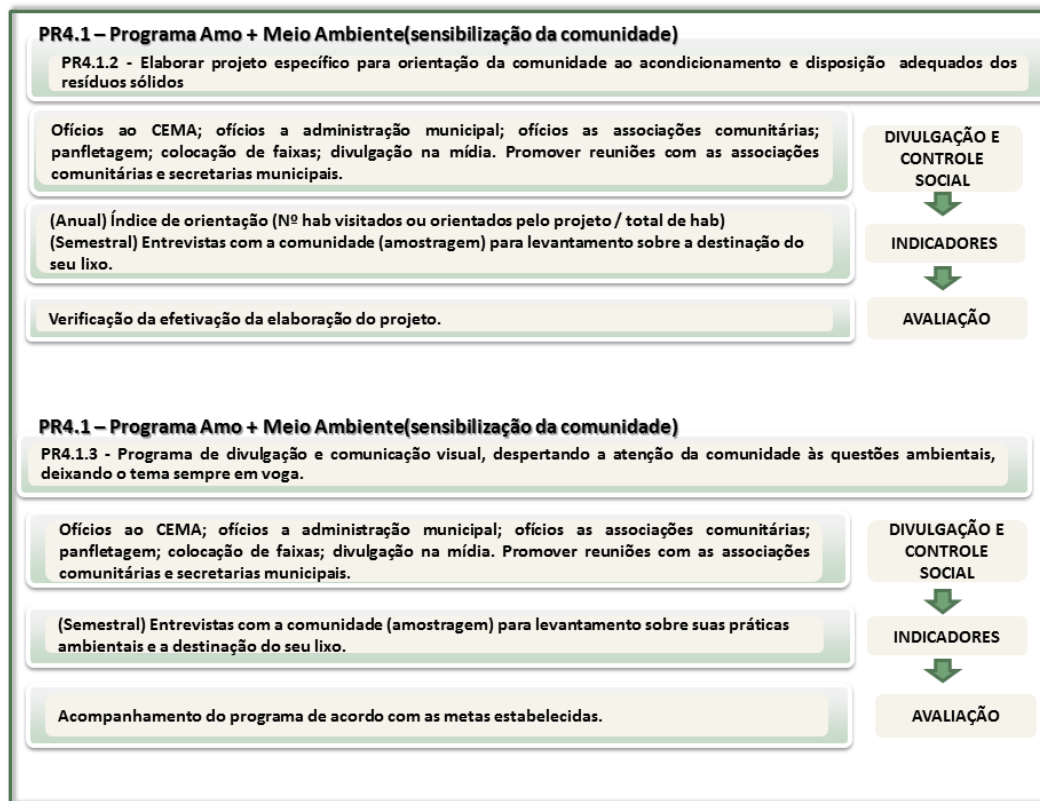 PR4.1 – Programa Amo + Meio Ambiente(sensibilização da comunidade)
PR4.1.2 - Elaborar projeto específico para orientação da comunidade ao acondicionamento e disposição adequados dos
resíduos sólidos
Ofícios ao CEMA; ofícios a administração municipal; ofícios as associações comunitárias;
panfletagem; colocação de faixas; divulgação na mídia. Promover reuniões com as associações
comunitárias e secretarias municipais.
DIVULGAÇÃO E
CONTROLE
SOCIAL
(Anual) Índice de orientação (Nº hab visitados ou orientados pelo projeto / total de hab)
(Semestral) Entrevistas com a comunidade (amostragem) para levantamento sobre a destinação do
seu lixo.
INDICADORES
Verificação da efetivação da elaboração do projeto.
AVALIAÇÃO
PR4.1 – Programa Amo + Meio Ambiente(sensibilização da comunidade)
PR4.1.3 - Programa de divulgação e comunicação visual, despertando a atenção da comunidade às questões ambientais,
deixando o tema sempre em voga.
Ofícios ao CEMA; ofícios a administração municipal; ofícios as associações comunitárias;
panfletagem; colocação de faixas; divulgação na mídia. Promover reuniões com as associações
comunitárias e secretarias municipais.
DIVULGAÇÃO E
CONTROLE
SOCIAL
(Semestral) Entrevistas com a comunidade (amostragem) para levantamento sobre suas práticas
ambientais e a destinação do seu lixo.
INDICADORES
Acompanhamento do programa de acordo com as metas estabelecidas.
AVALIAÇÃO